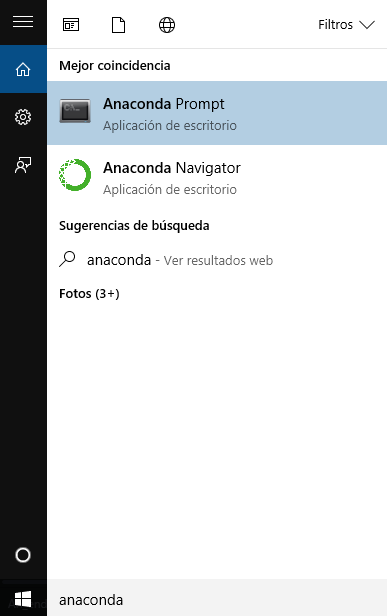 Filtros
Mejor coincidencia
Anaconda Prompt
Aplicación de escritorio
Anaconda Navigator
Aplicación de escritorio
Sugerencias de búsqueda
anaconda - Ver resultados web
Fotos (3+)
anaconda